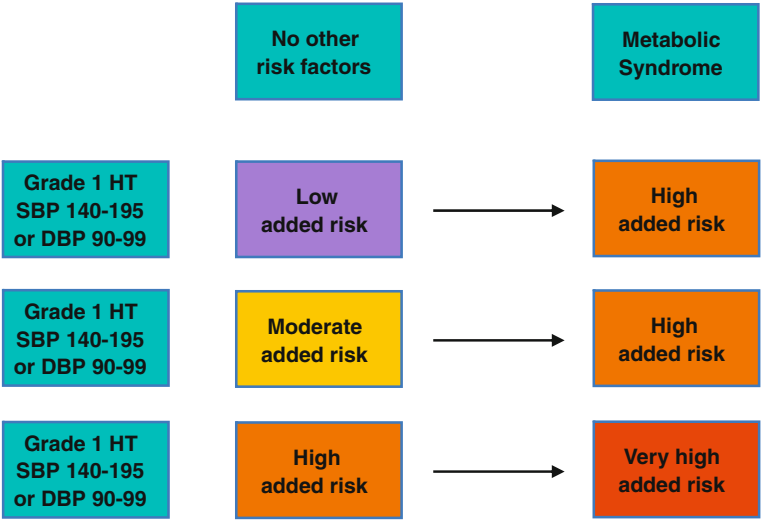 No other
risk factors
Metabolic
Syndrome
Grade 1 HT
SBP 140-195
or DBP 90-99
Low
added risk
High
added risk
Grade 1 HT
SBP 140-195
or DBP 90-99
Moderate
added risk
High
added risk
Grade 1 HT
SBP 140-195
or DBP 90-99
High
added risk
Very high
added risk